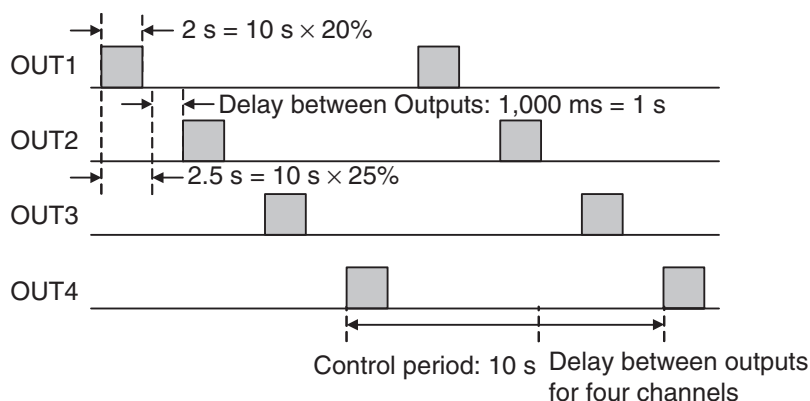 2 s = 10 s × 20%
OUT1
Delay between Outputs: 1,000 ms = 1 s
OUT2
2.5 s = 10 s × 25%
OUT3
OUT4
Control period: 10 s
Delay between outputs
for four channels